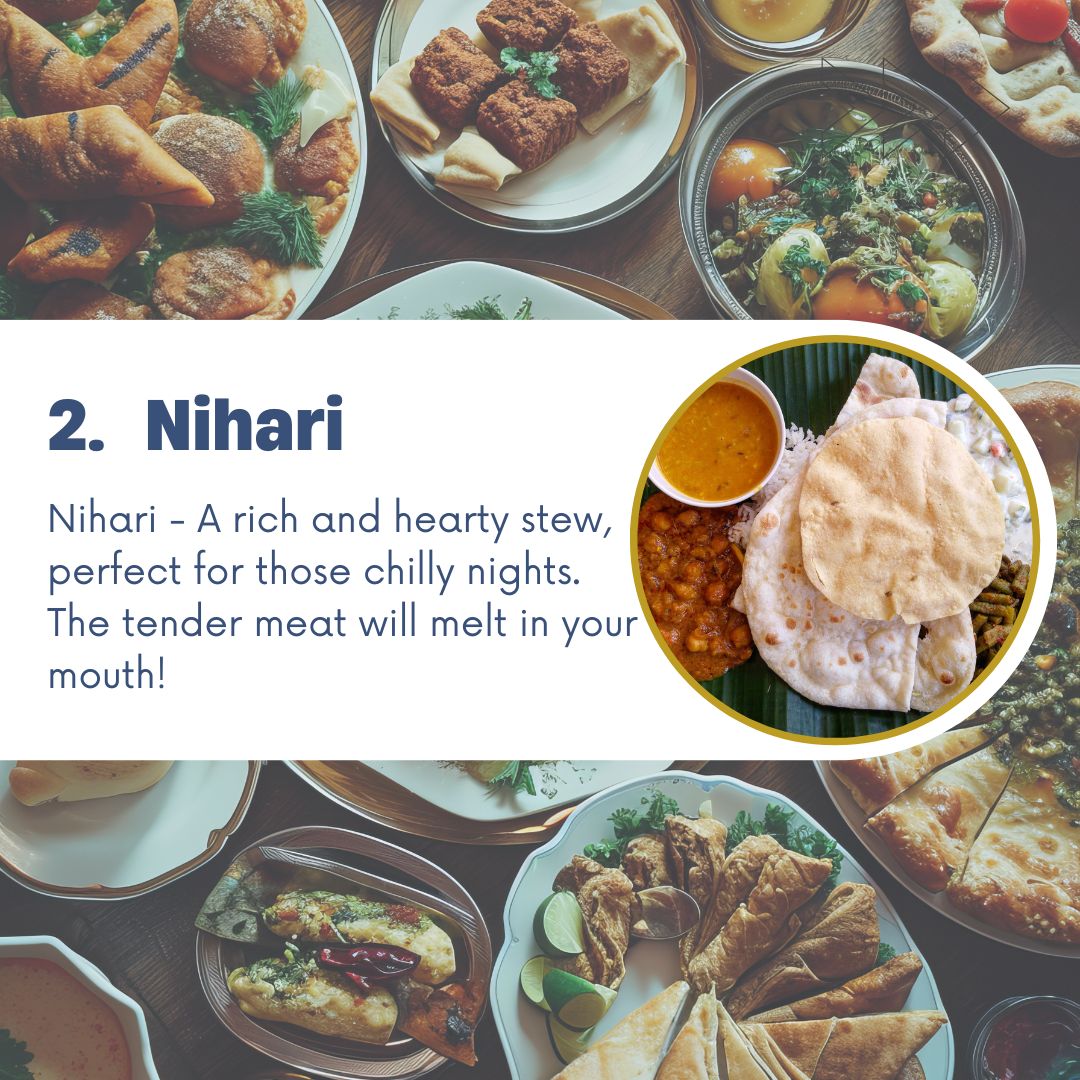 2. Nihari
Nihari - A rich and hearty stew,
perfect for those chilly nights.
The tender meat will melt in your
mouth!